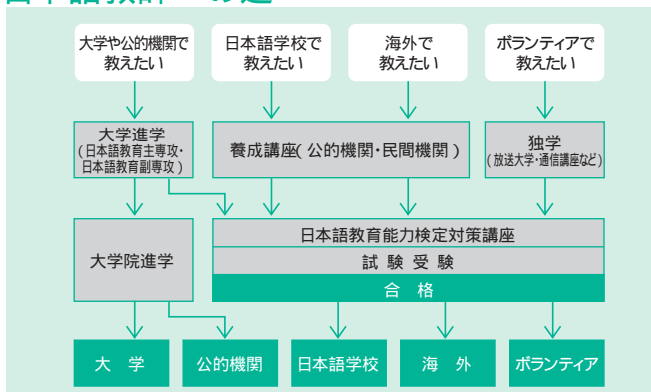 日本語教師への道
大学や公的機関で
教えたい
日本語学校で
教えたい
海外で
教えたい
ボランティアで
教えたい
大学進学
(日本語教育主専攻・
日本語教育副専攻)
養成講座(公的機関・民間機関)
独学
(放送大学・通信講座など)
大学院進学
日本語教育能力検定対策講座
試験受験
合格
大学
公的機関
日本語学校
海外
ボランティア